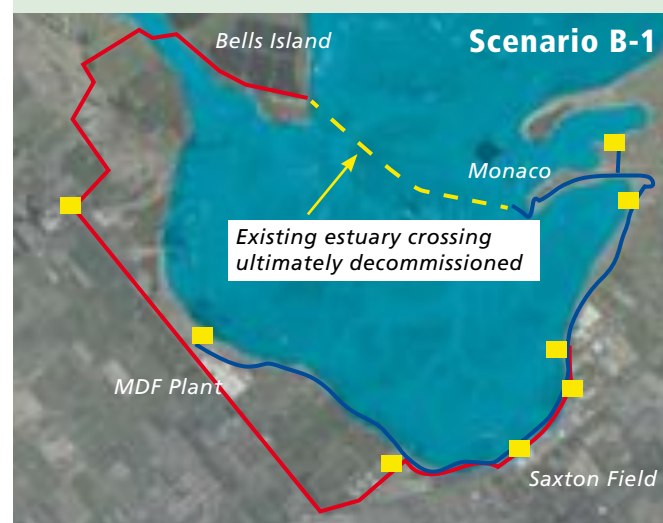 Bells Island
Scenario B-1
Monaco
Existing estuary crossing
ultimately decommissioned
MDF Plant
Saxton Field